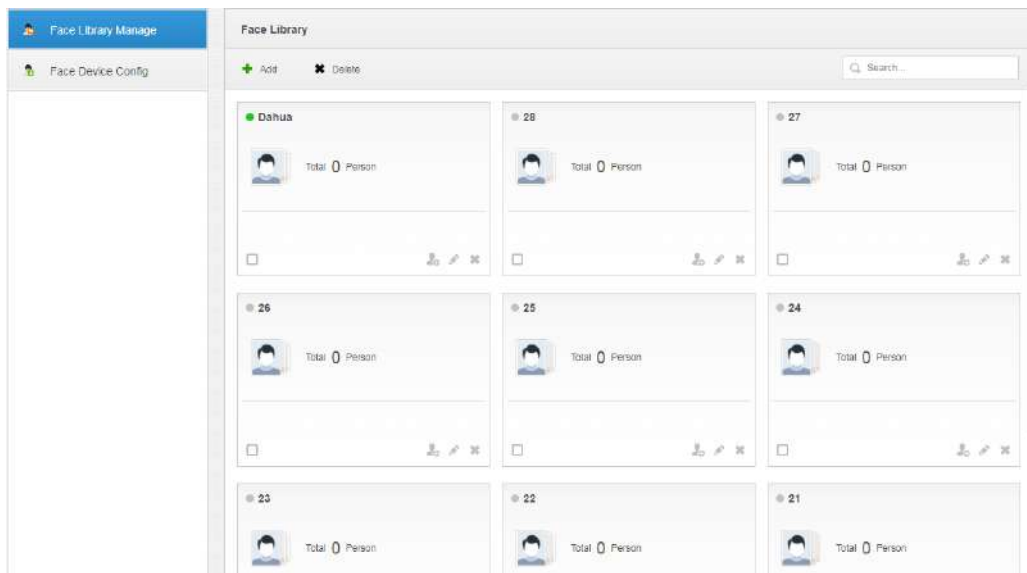 Face Library Manage
Face Device Config
Face Library
Add Delete Search...
Dahua 28 27
Total 0 Person Total 0 Person Total 0 Person
26 25 24
Total 0 Person Total 0 Person Total 0 Person
23 22 21
Total 0 Person Total 0 Person Total 0 Person